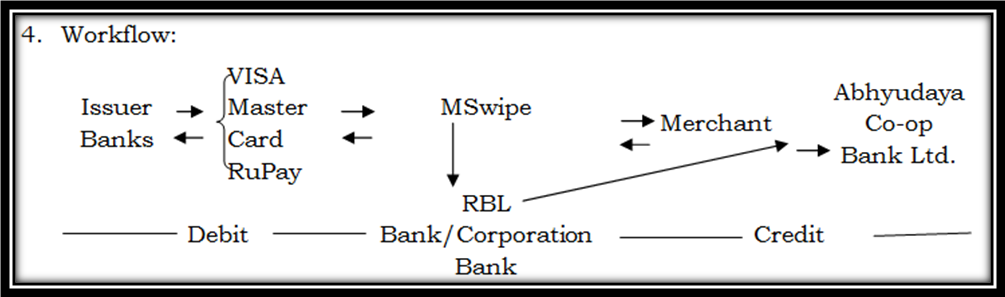 4. Workflow:
VISA
Issuer Master MSwipe Abhyudaya
Banks Card Merchant Co-op
RuPay Bank Ltd.
RBL
Debit Bank/Corporation Credit
Bank